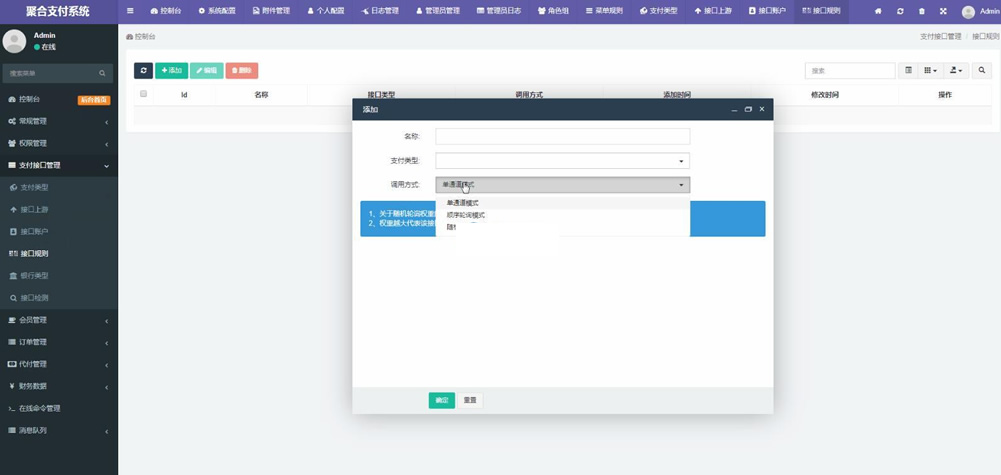 聚合支付系统
控制台
系统配置
附件管理
个人配置
日志管理
管理员管理
管理员日志
角色组
菜单规则
支付类型
接口上游
接口账户
接口规则
Admin
Admin
在线
控制台
支付接口管理 / 接口规则
搜索菜单
添加
编辑
删除
搜索
控制台
后台首页
常规管理
权限管理
支付接口管理
支付类型
接口上游
接口账户
接口规则
银行类型
接口检测
会员管理
订单管理
代付管理
财务数据
在线命令管理
消息队列
Id
名称
接口类型
调用方式
添加时间
修改时间
操作
添加
名称:
支付类型:
调用方式:
单通道模式
单通道模式
顺序轮询模式
1、关于随机轮询权重
2、权重越大代表该接
确定
重置